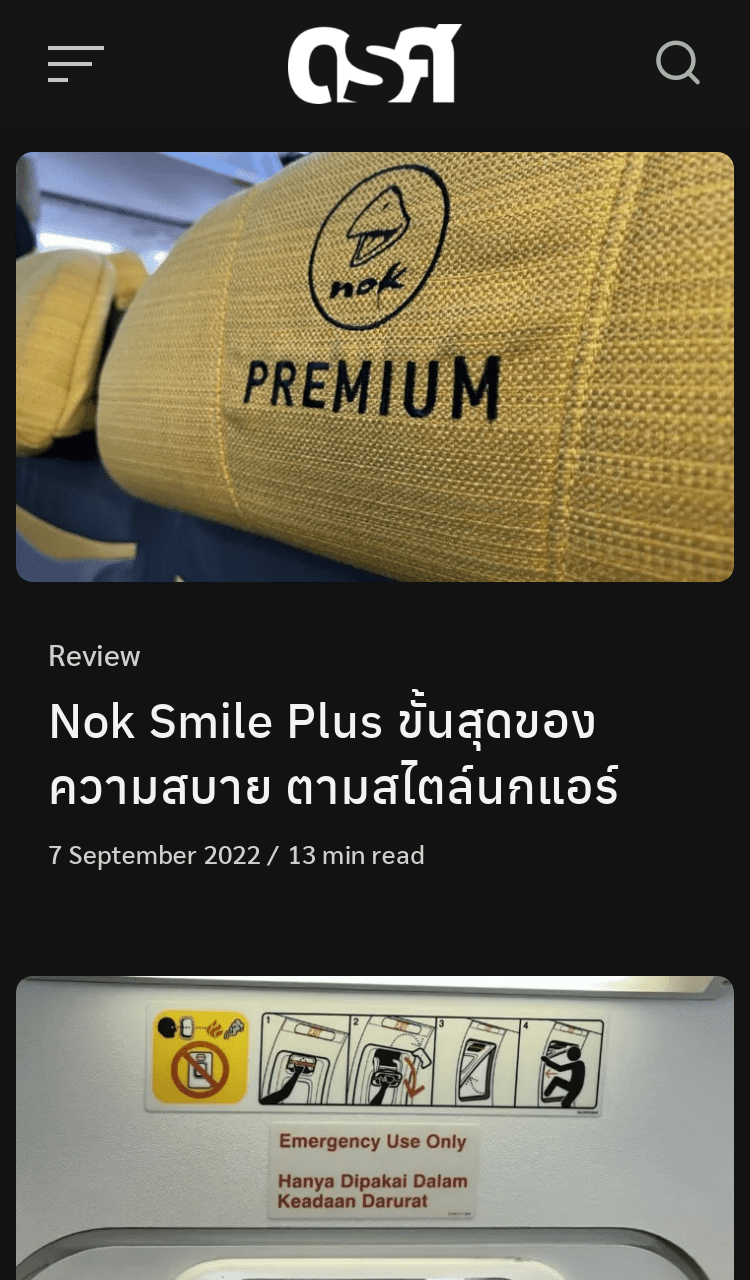 ดรศ
nok
PREMIUM
Review
Nok Smile Plus ขั้นสุดของ
ความสบาย ตามสไตล์นกแอร์
7 September 2022 / 13 min read
1
2
3
4
EXIT
EXIT
Emergency Use Only
Hanya Dipakai Dalam
Keadaan Darurat